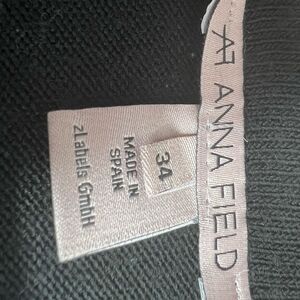 AF ANNA FIELD
34
MADE IN
SPAIN
zLabels GmbH